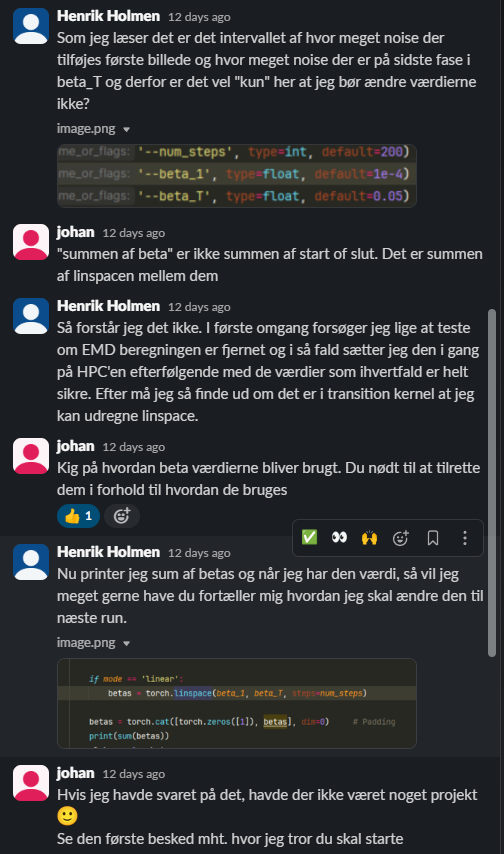 Henrik Holmen 12 days ago
Som jeg læser det er det intervallet af hvor meget noise der
tilføjes første billede og hvor meget noise der er på sidste fase i
beta_T og derfor er det vel "kun" her at jeg bør ændre værdierne
ikke?
image.png
me_or_flags: '--num_steps', type=int, default=200)
me_or_flags: '--beta_1', type=float, default=1e-4)
me_or_flags: '--beta_T', type=float, default=0.05)
johan 12 days ago
"summen af beta" er ikke summen af start of slut. Det er summen
af linspacen mellem dem
Henrik Holmen 12 days ago
Så forstår jeg det ikke. I første omgang forsøger jeg lige at teste
om EMD beregningen er fjernet og i så fald sætter jeg den i gang
på HPC'en efterfølgende med de værdier som ihvertfald er helt
sikre. Efter må jeg så finde ud om det er i transition kernel at jeg
kan udregne linspace.
johan 12 days ago
Kig på hvordan beta værdierne bliver brugt. Du nødt til at tilrette
dem i forhold til hvordan de bruges
👍 1
Henrik Holmen 12 days ago
Nu printer jeg sum af betas og når jeg har den værdi, så vil jeg
meget gerne have du fortæller mig hvordan jeg skal ændre den til
næste run.
image.png
if mode == 'linear':
betas = torch.linspace(beta_1, beta_T, steps=num_steps)
betas = torch.cat([torch.zeros([1]), betas], dim=0) # Padding
print(sum(betas))
johan 12 days ago
Hvis jeg havde svaret på det, havde der ikke været noget projekt
🙂
Se den første besked mht. hvor jeg tror du skal starte